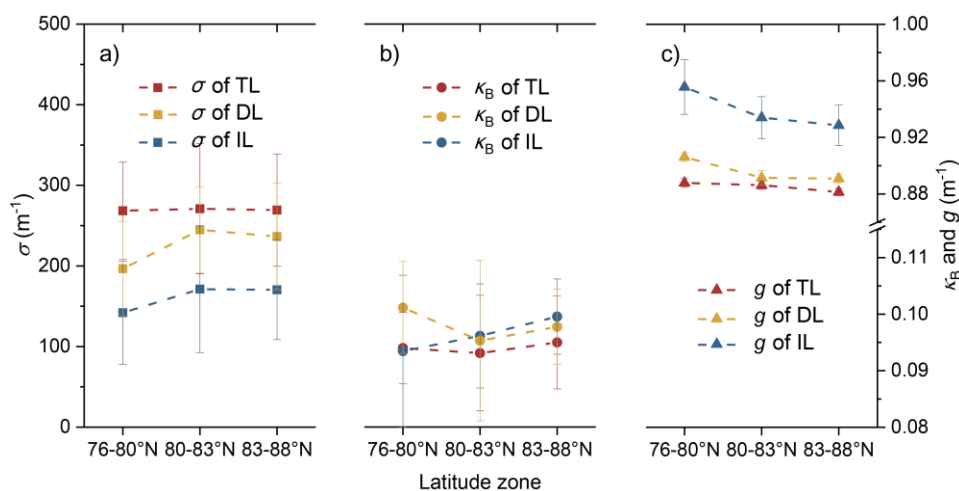 500
400
300
200
100
0
σ (m⁻¹)
a)
σ of TL
σ of DL
σ of IL
b)
κB of TL
κB of DL
κB of IL
c)
g of TL
g of DL
g of IL
1.00
0.96
0.92
0.88
0.11
0.10
0.09
0.08
κB and g (m⁻¹)
76-80°N 80-83°N 83-88°N
76-80°N 80-83°N 83-88°N
76-80°N 80-83°N 83-88°N
Latitude zone